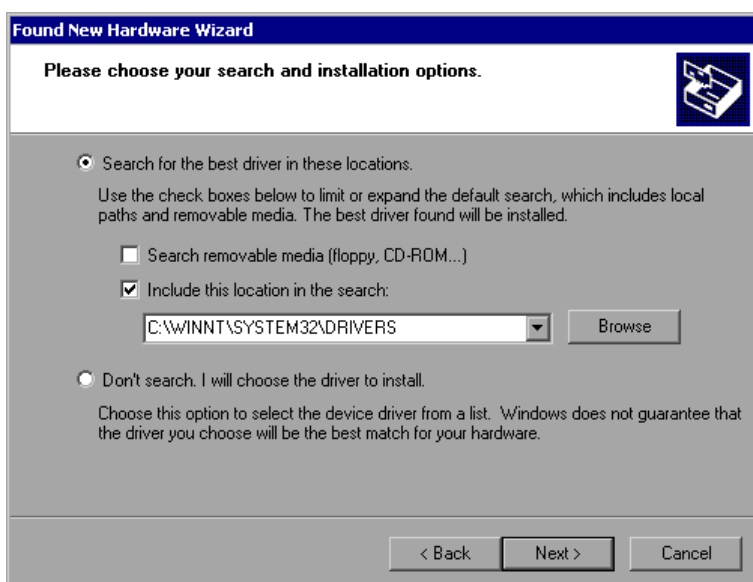 Found New Hardware Wizard
Please choose your search and installation options.
Search for the best driver in these locations.
Use the check boxes below to limit or expand the default search, which includes local
paths and removable media. The best driver found will be installed.
Search removable media (floppy, CD-ROM...)
Include this location in the search:
C:\WINNT\SYSTEM32\DRIVERS
Browse
Don't search. I will choose the driver to install.
Choose this option to select the device driver from a list.  Windows does not guarantee that
the driver you choose will be the best match for your hardware.
< Back
Next >
Cancel